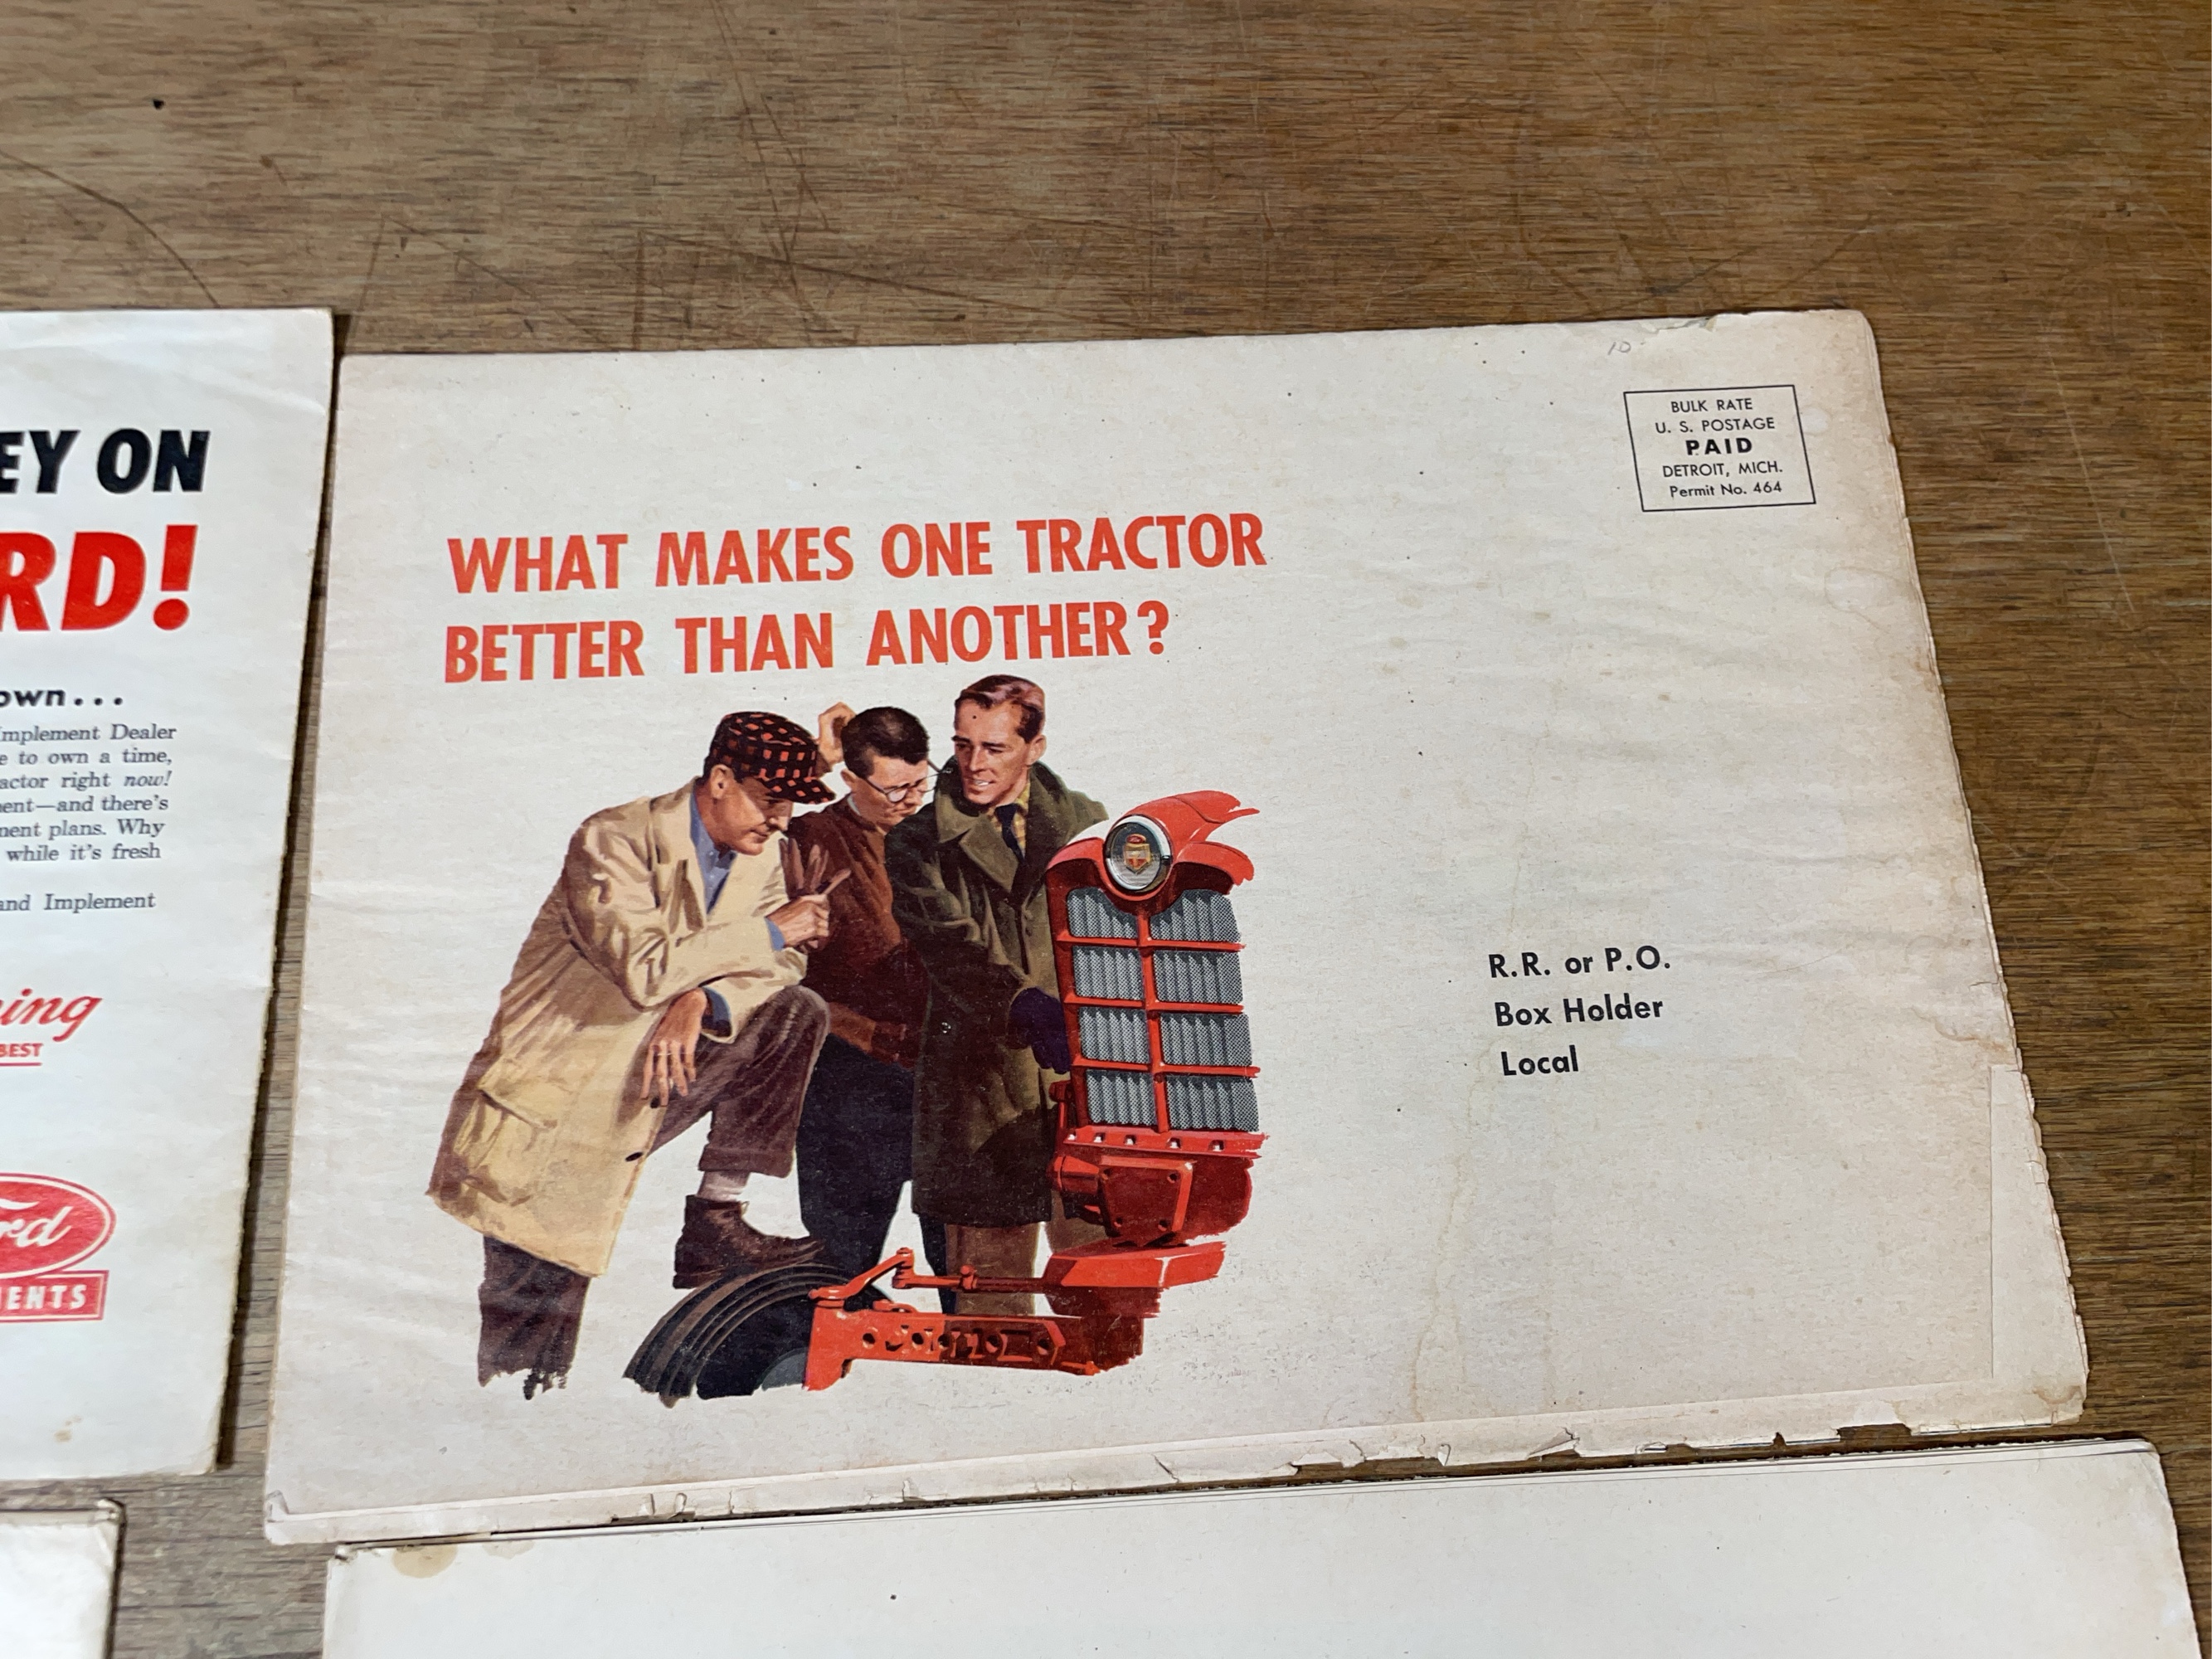 EY ON
RD!
own...
Implement Dealer
e to own a time,
actor right now!
ent—and there's
ment plans. Why
while it's fresh
and Implement
ing
BEST
rd
ENTS
10
BULK RATE
U. S. POSTAGE
PAID
DETROIT, MICH.
Permit No. 464
WHAT MAKES ONE TRACTOR
BETTER THAN ANOTHER?
R.R. or P.O.
Box Holder
Local